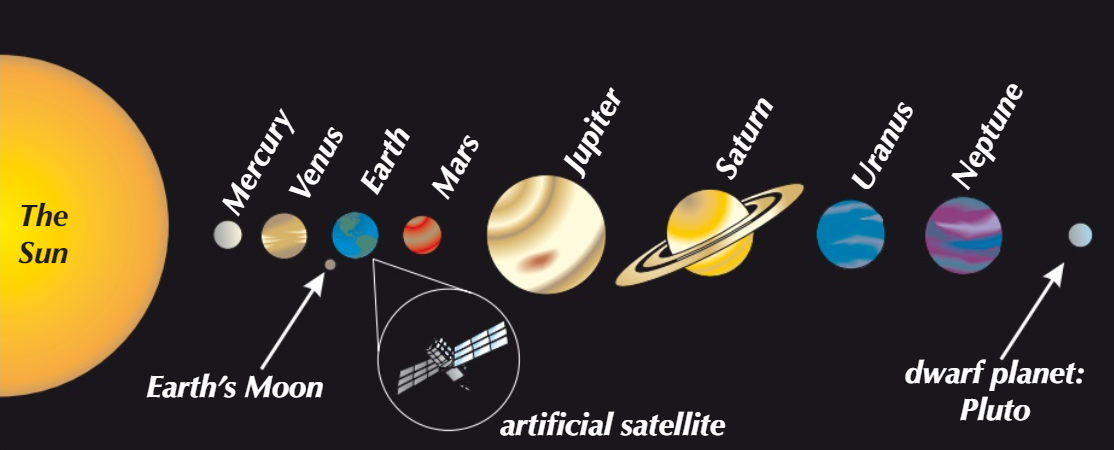 The
Sun
Mercury
Venus
Earth
Mars
Jupiter
Saturn
Uranus
Neptune
Earth's Moon
artificial satellite
dwarf planet:
Pluto